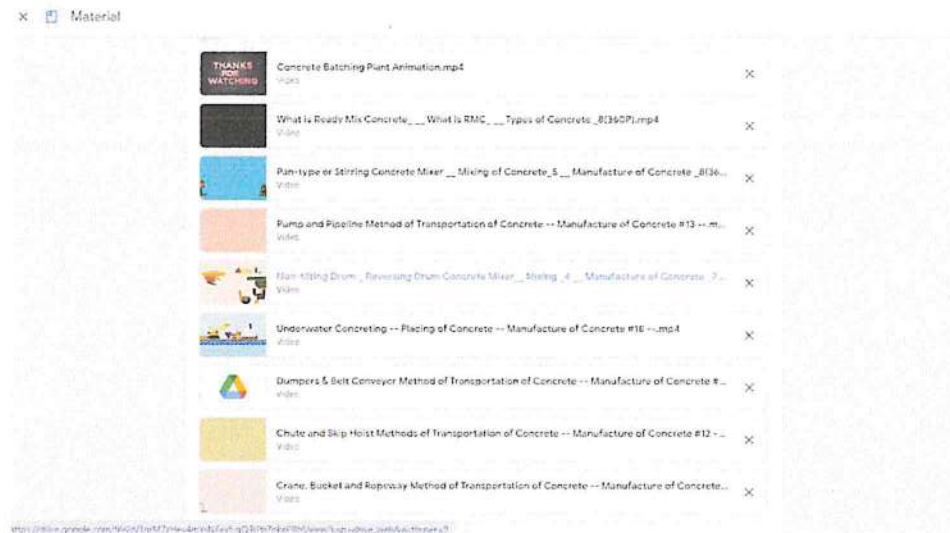 Material
THANKS
FOR
WATCHING
Concrete Batching Plant Animation.mp4
Video
What is Ready Mix Concrete_ __ What is RMC_ __ Types of Concrete _8(360P).mp4
Video
Pan-type or Stirring Concrete Mixer __ Mixing of Concrete_5 __ Manufacture of Concrete _8(36...
Video
Pump and Pipeline Method of Transportation of Concrete -- Manufacture of Concrete #13 --.m...
Video
Non-tilting Drum _ Reversing Drum Concrete Mixer__ Mixing _4 __ Manufacture of Concrete _7...
Video
Underwater Concreting -- Placing of Concrete -- Manufacture of Concrete #16 --.mp4
Video
Dumpers & Belt Conveyer Method of Transportation of Concrete -- Manufacture of Concrete #...
Video
Chute and Skip Hoist Methods of Transportation of Concrete -- Manufacture of Concrete #12 -...
Video
Crane, Bucket and Ropeway Method of Transportation of Concrete -- Manufacture of Concrete...
Video